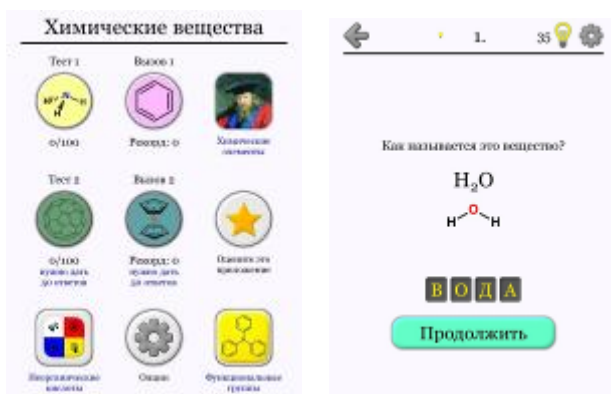 Химические вещества
Тест 1
Вызов 1
0/100
Рекорд: 0
Химические
элементы
Тест 2
Вызов 2
0/100
нужно дать
Рекорд: 0
нужно дать
Оцените это
приложение
Неорганические
кислоты
Опции
Функциональные
группы
1.
35
Как называется это вещество?
H₂O
H O H
ВОДА
Продолжить